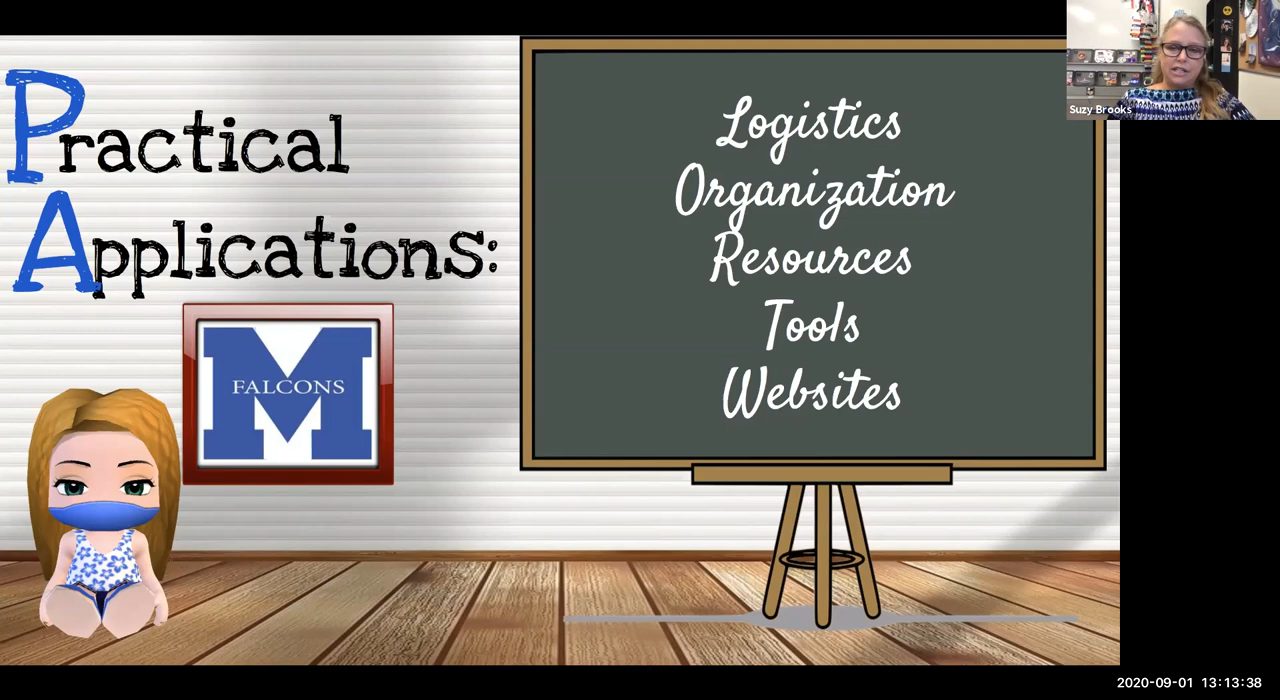 Practical
Applications:
FALCONS
M
Logistics
Organization
Resources
Tools
Websites
Suzy Brooks
2020-09-01 13:13:38